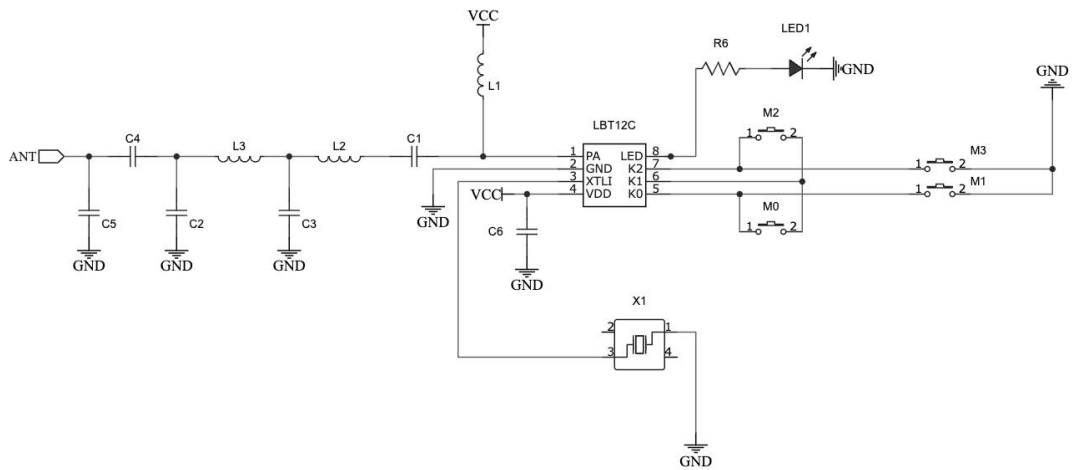 VCC
L1
R6
LED1
GND
GND
LBT12C
M2
1 2
ANT
C4
L3
L2
C1
1 PA LED 8
2 GND K2 7
3 XTLI K1 6
4 VDD K0 5
1 2 M3
1 2 M1
VCC
GND
C5
C2
C3
C6
M0
1 2
GND
GND
GND
GND
X1
2 1
3 4
GND